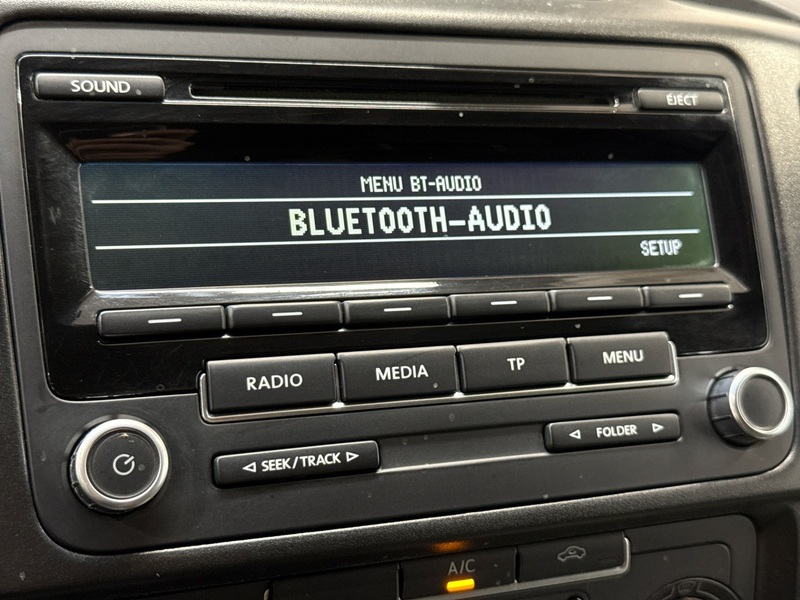 SOUND
EJECT
MENU BT-AUDIO
BLUETOOTH-AUDIO
SETUP
RADIO
MEDIA
TP
MENU
SEEK/TRACK
FOLDER
A/C